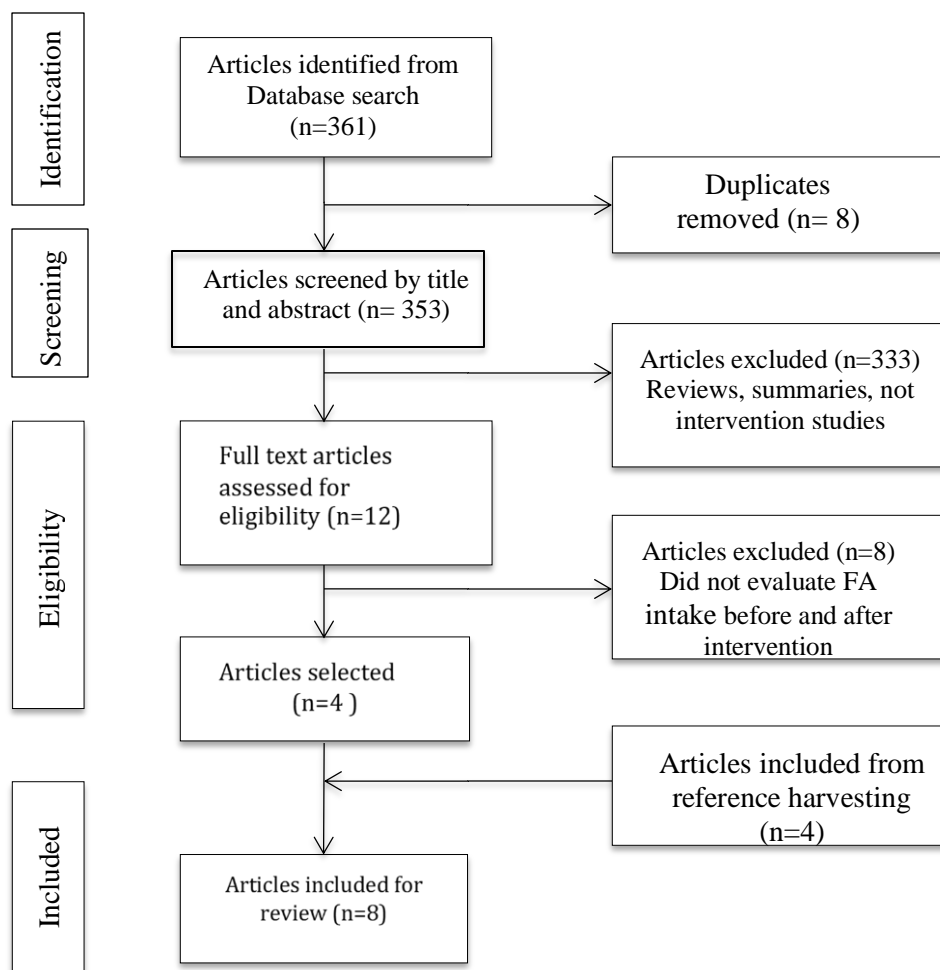 Identification
Articles identified from
Database search
(n=361)
Duplicates
removed (n= 8)
Screening
Articles screened by title
and abstract (n= 353)
Articles excluded (n=333)
Reviews, summaries, not
intervention studies
Eligibility
Full text articles
assessed for
eligibility (n=12)
Articles excluded (n=8)
Did not evaluate FA
intake before and after
intervention
Articles selected
(n=4 )
Articles included from
reference harvesting
(n=4)
Included
Articles included for
review (n=8)